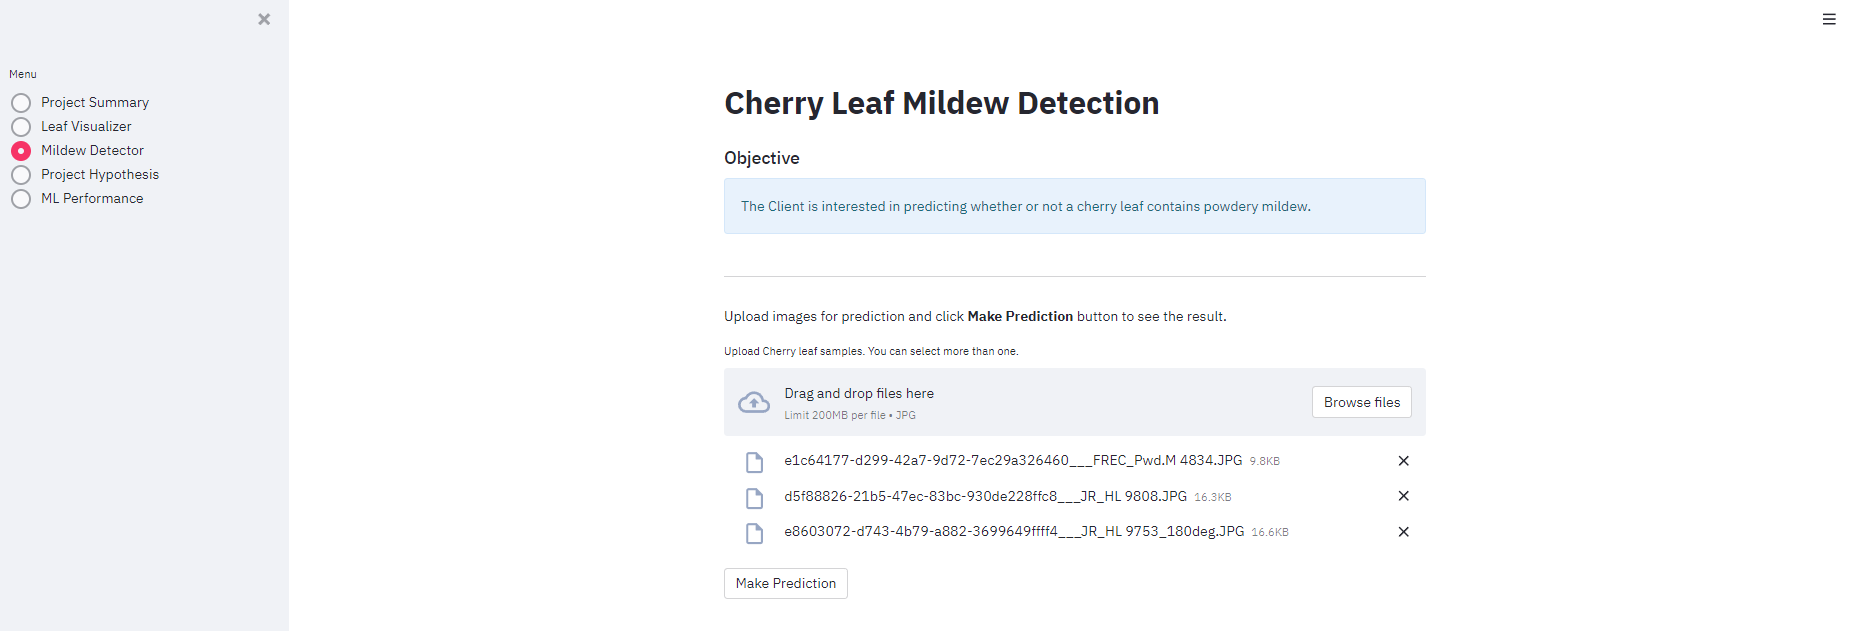 Menu
Project Summary
Leaf Visualizer
Mildew Detector
Project Hypothesis
ML Performance
Cherry Leaf Mildew Detection
Objective
The Client is interested in predicting whether or not a cherry leaf contains powdery mildew.
Upload images for prediction and click Make Prediction button to see the result.
Upload Cherry leaf samples. You can select more than one.
Drag and drop files here
Limit 200MB per file • JPG
Browse files
e1c64177-d299-42a7-9d72-7ec29a326460___FREC_Pwd.M 4834.JPG 9.8KB
d5f88826-21b5-47ec-83bc-930de228ffc8___JR_HL 9808.JPG 16.3KB
e8603072-d743-4b79-a882-3699649ffff4___JR_HL 9753_180deg.JPG 16.6KB
Make Prediction